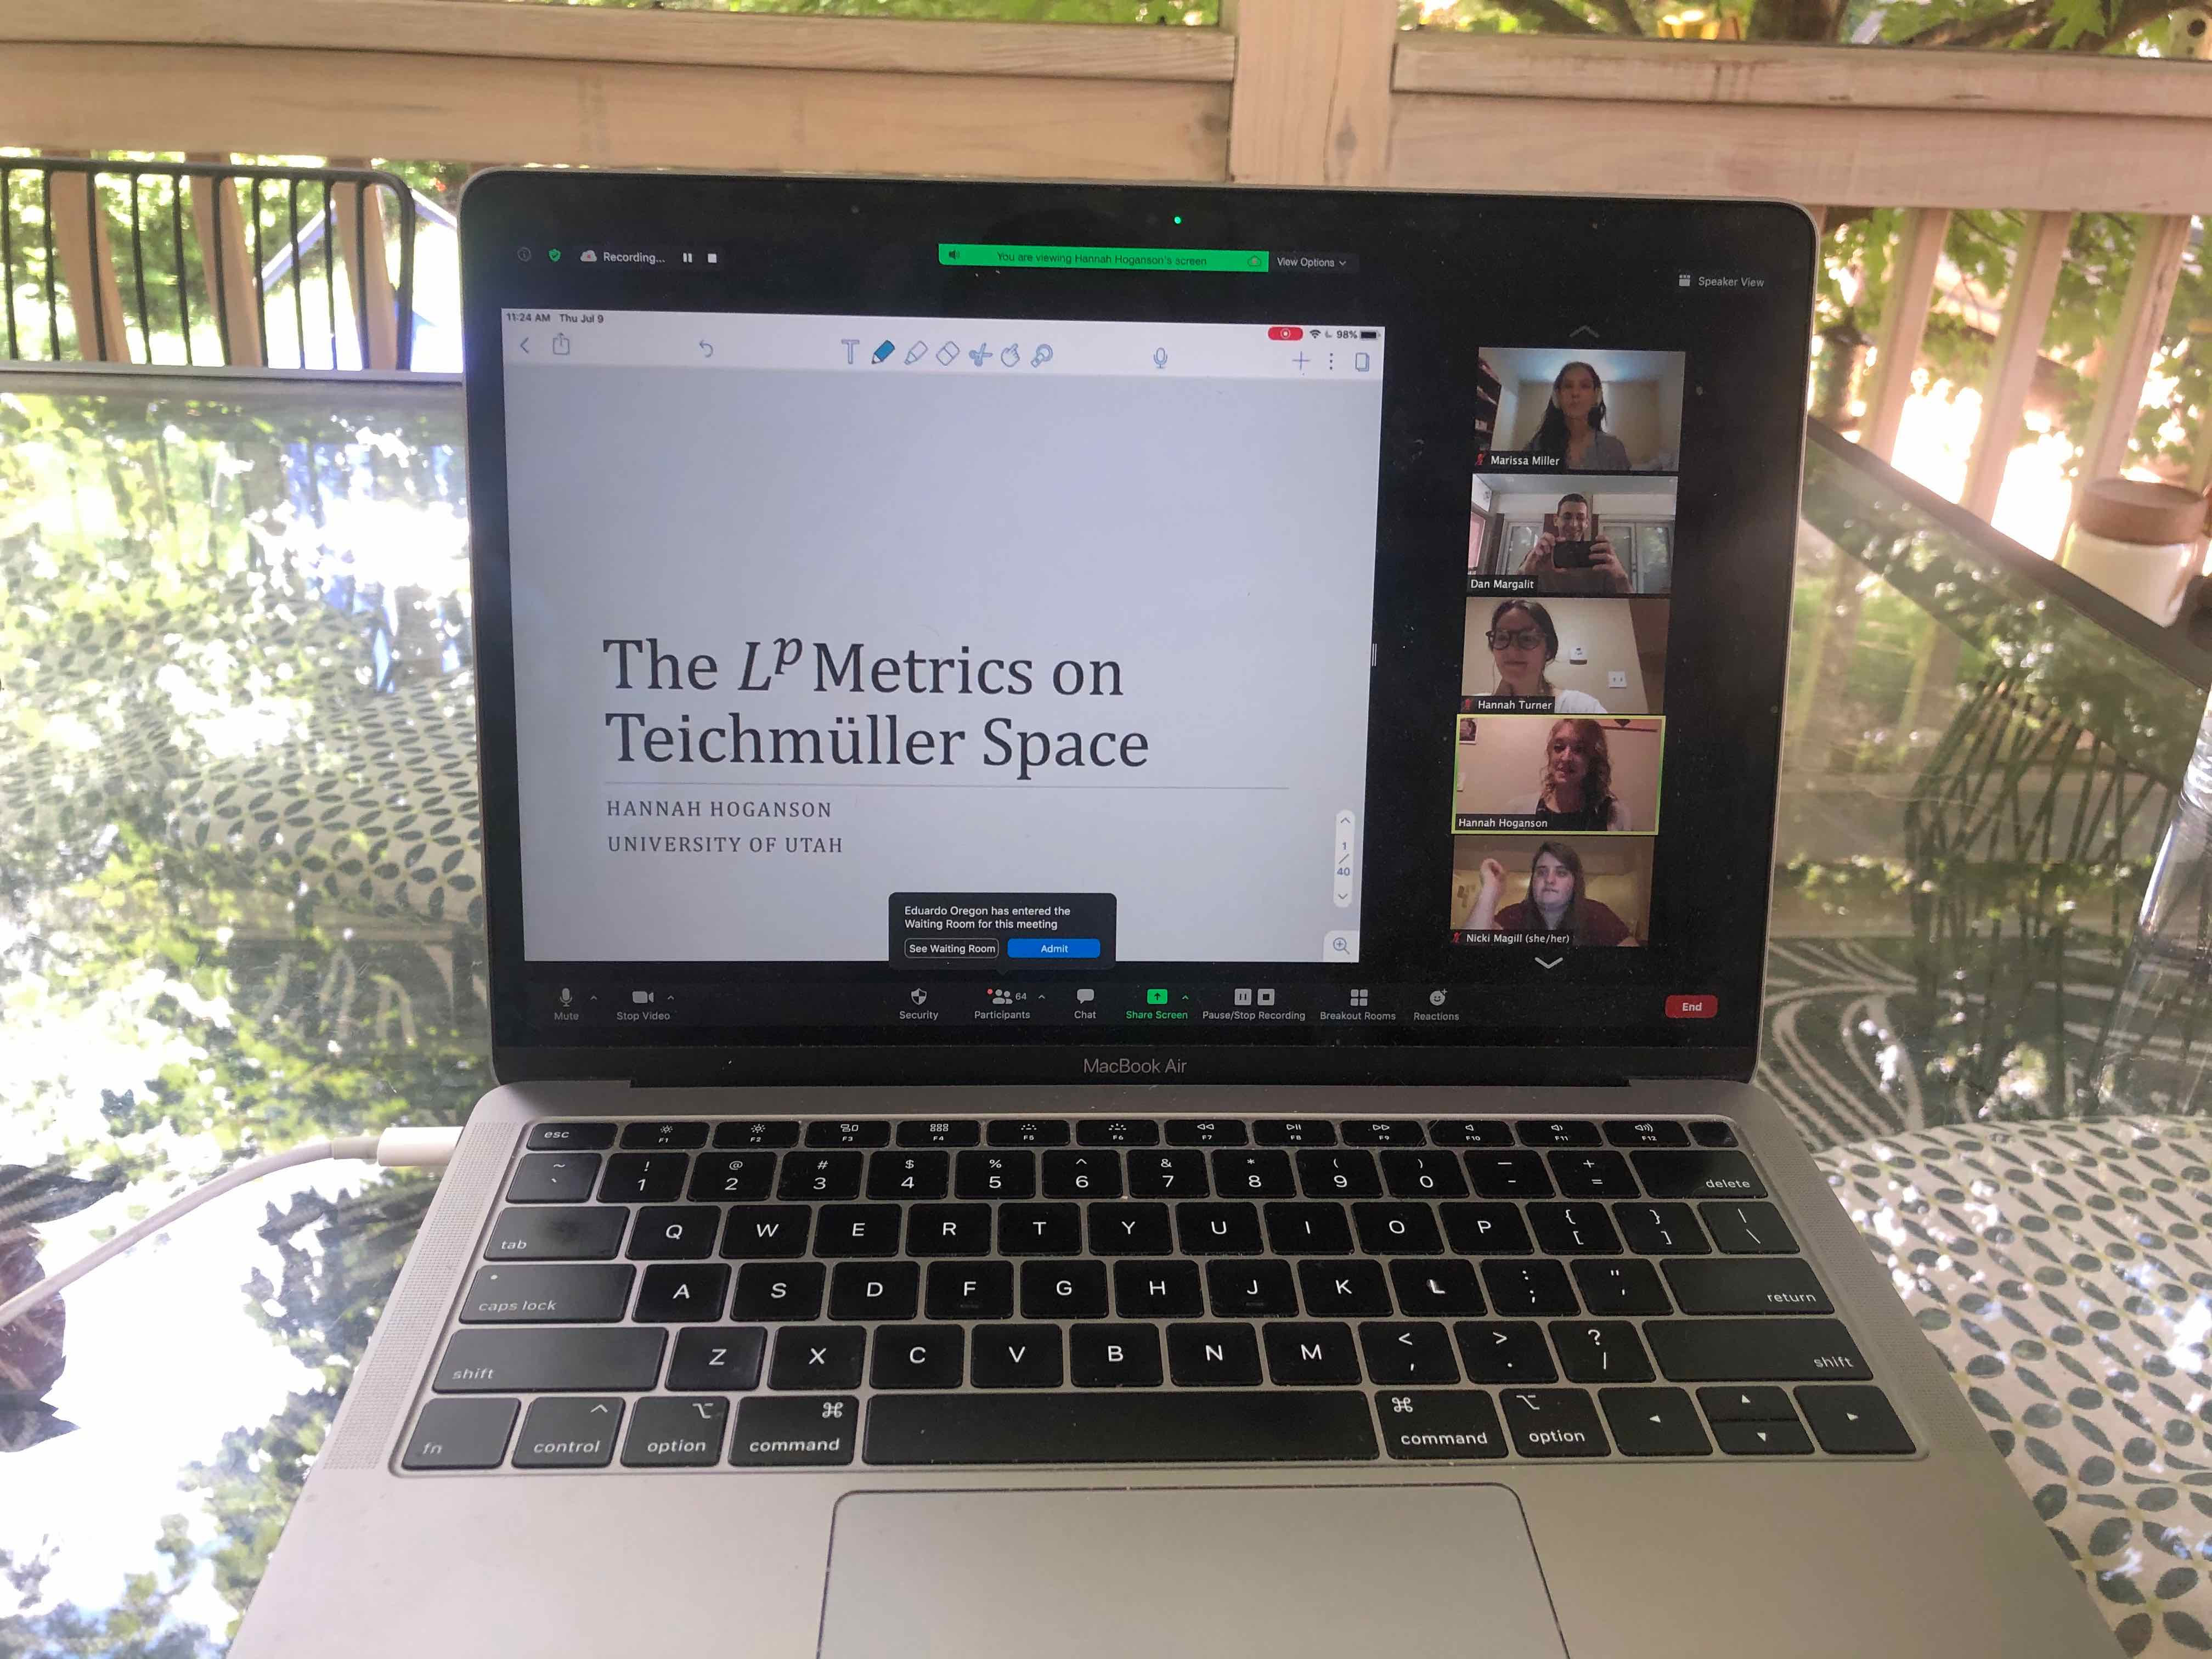 Recording...
You are viewing Hannah Hoganson's screen
View Options
Speaker View
11:24 AM Thu Jul 9
98%
The Lᵖ Metrics on
Teichmüller Space
HANNAH HOGANSON
UNIVERSITY OF UTAH
1
/
40
Eduardo Oregon has entered the
Waiting Room for this meeting
See Waiting Room
Admit
Marissa Miller
Dan Margalit
Hannah Turner
Hannah Hoganson
Nicki Magill (she/her)
Mute
Stop Video
Security
64
Participants
Chat
Share Screen
Pause/Stop Recording
Breakout Rooms
Reactions
End
MacBook Air
esc F1 F2 F3 F4 F5 F6 F7 F8 F9 F10 F11 F12
~ ! @ # $ % ^ & * ( ) — +
` 1 2 3 4 5 6 7 8 9 0 - = delete
tab Q W E R T Y U I O P { [ } ] | \
caps lock A S D F G H J K L : ; " ' return
shift Z X C V B N M < , > . ? / shift
fn control option command command option